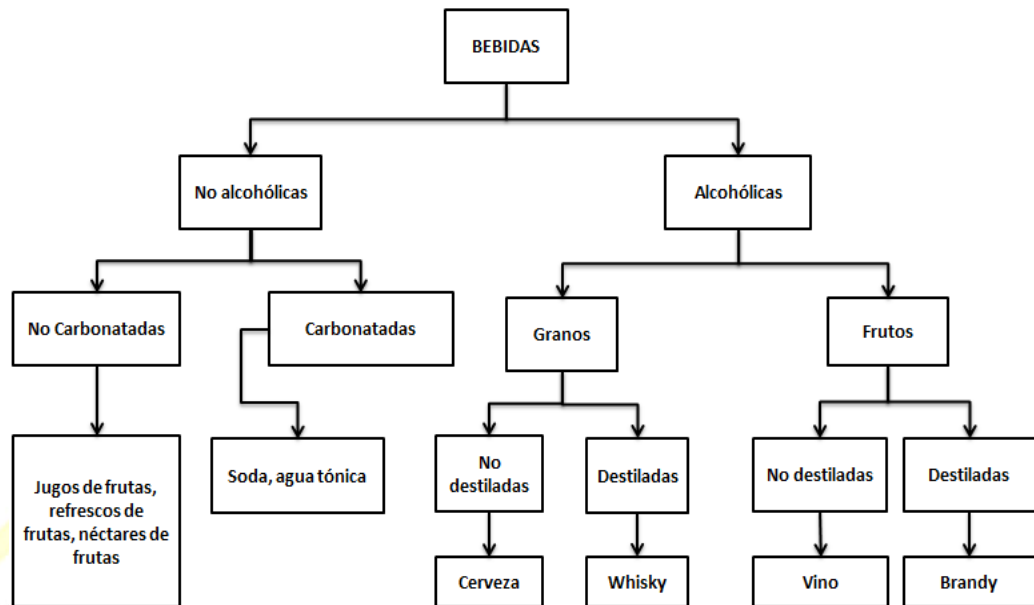 BEBIDAS
No alcohólicas
Alcohólicas
No Carbonatadas
Carbonatadas
Granos
Frutos
Jugos de frutas,
refrescos de
frutas, néctares de
frutas
Soda, agua tónica
No
destiladas
Destiladas
No destiladas
Destiladas
Cerveza
Whisky
Vino
Brandy